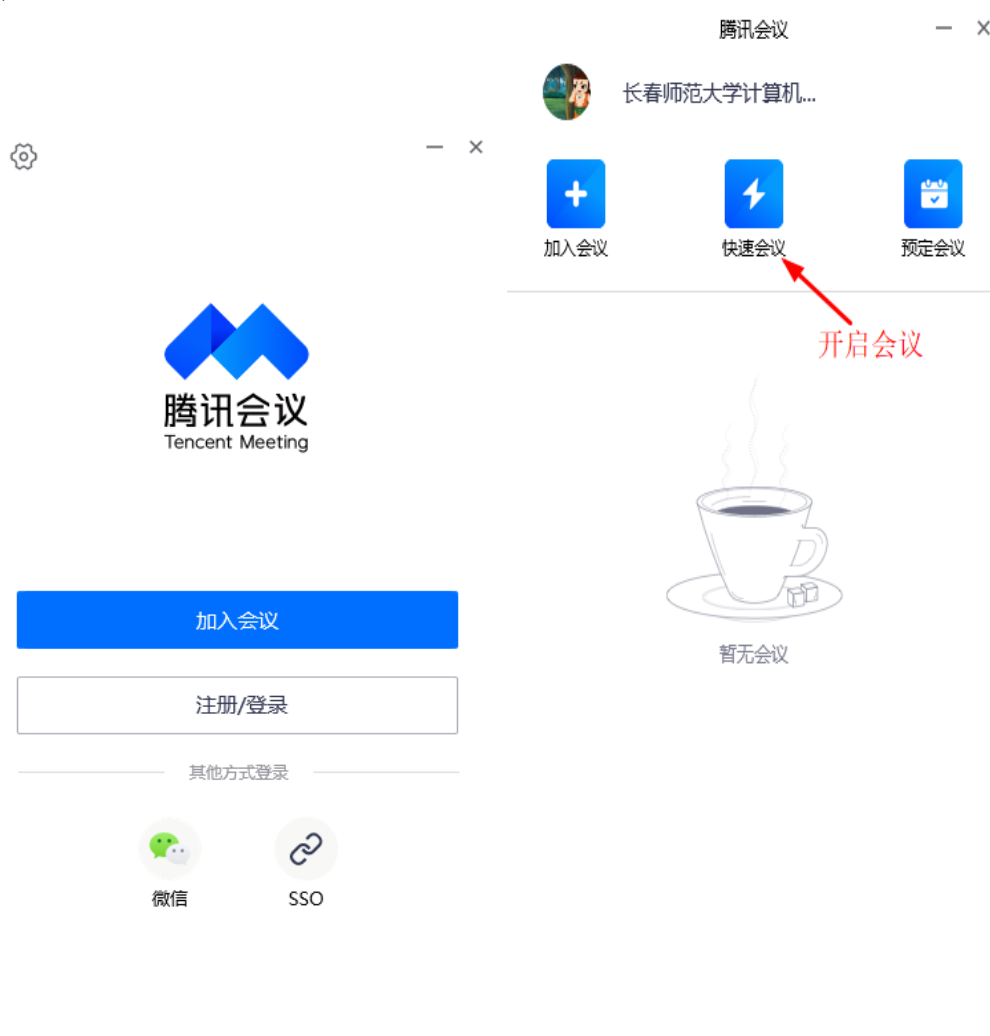 腾讯会议
Tencent Meeting
加入会议
注册/登录
其他方式登录
微信
SSO
腾讯会议
长春师范大学计算机...
加入会议
快速会议
预定会议
开启会议
暂无会议